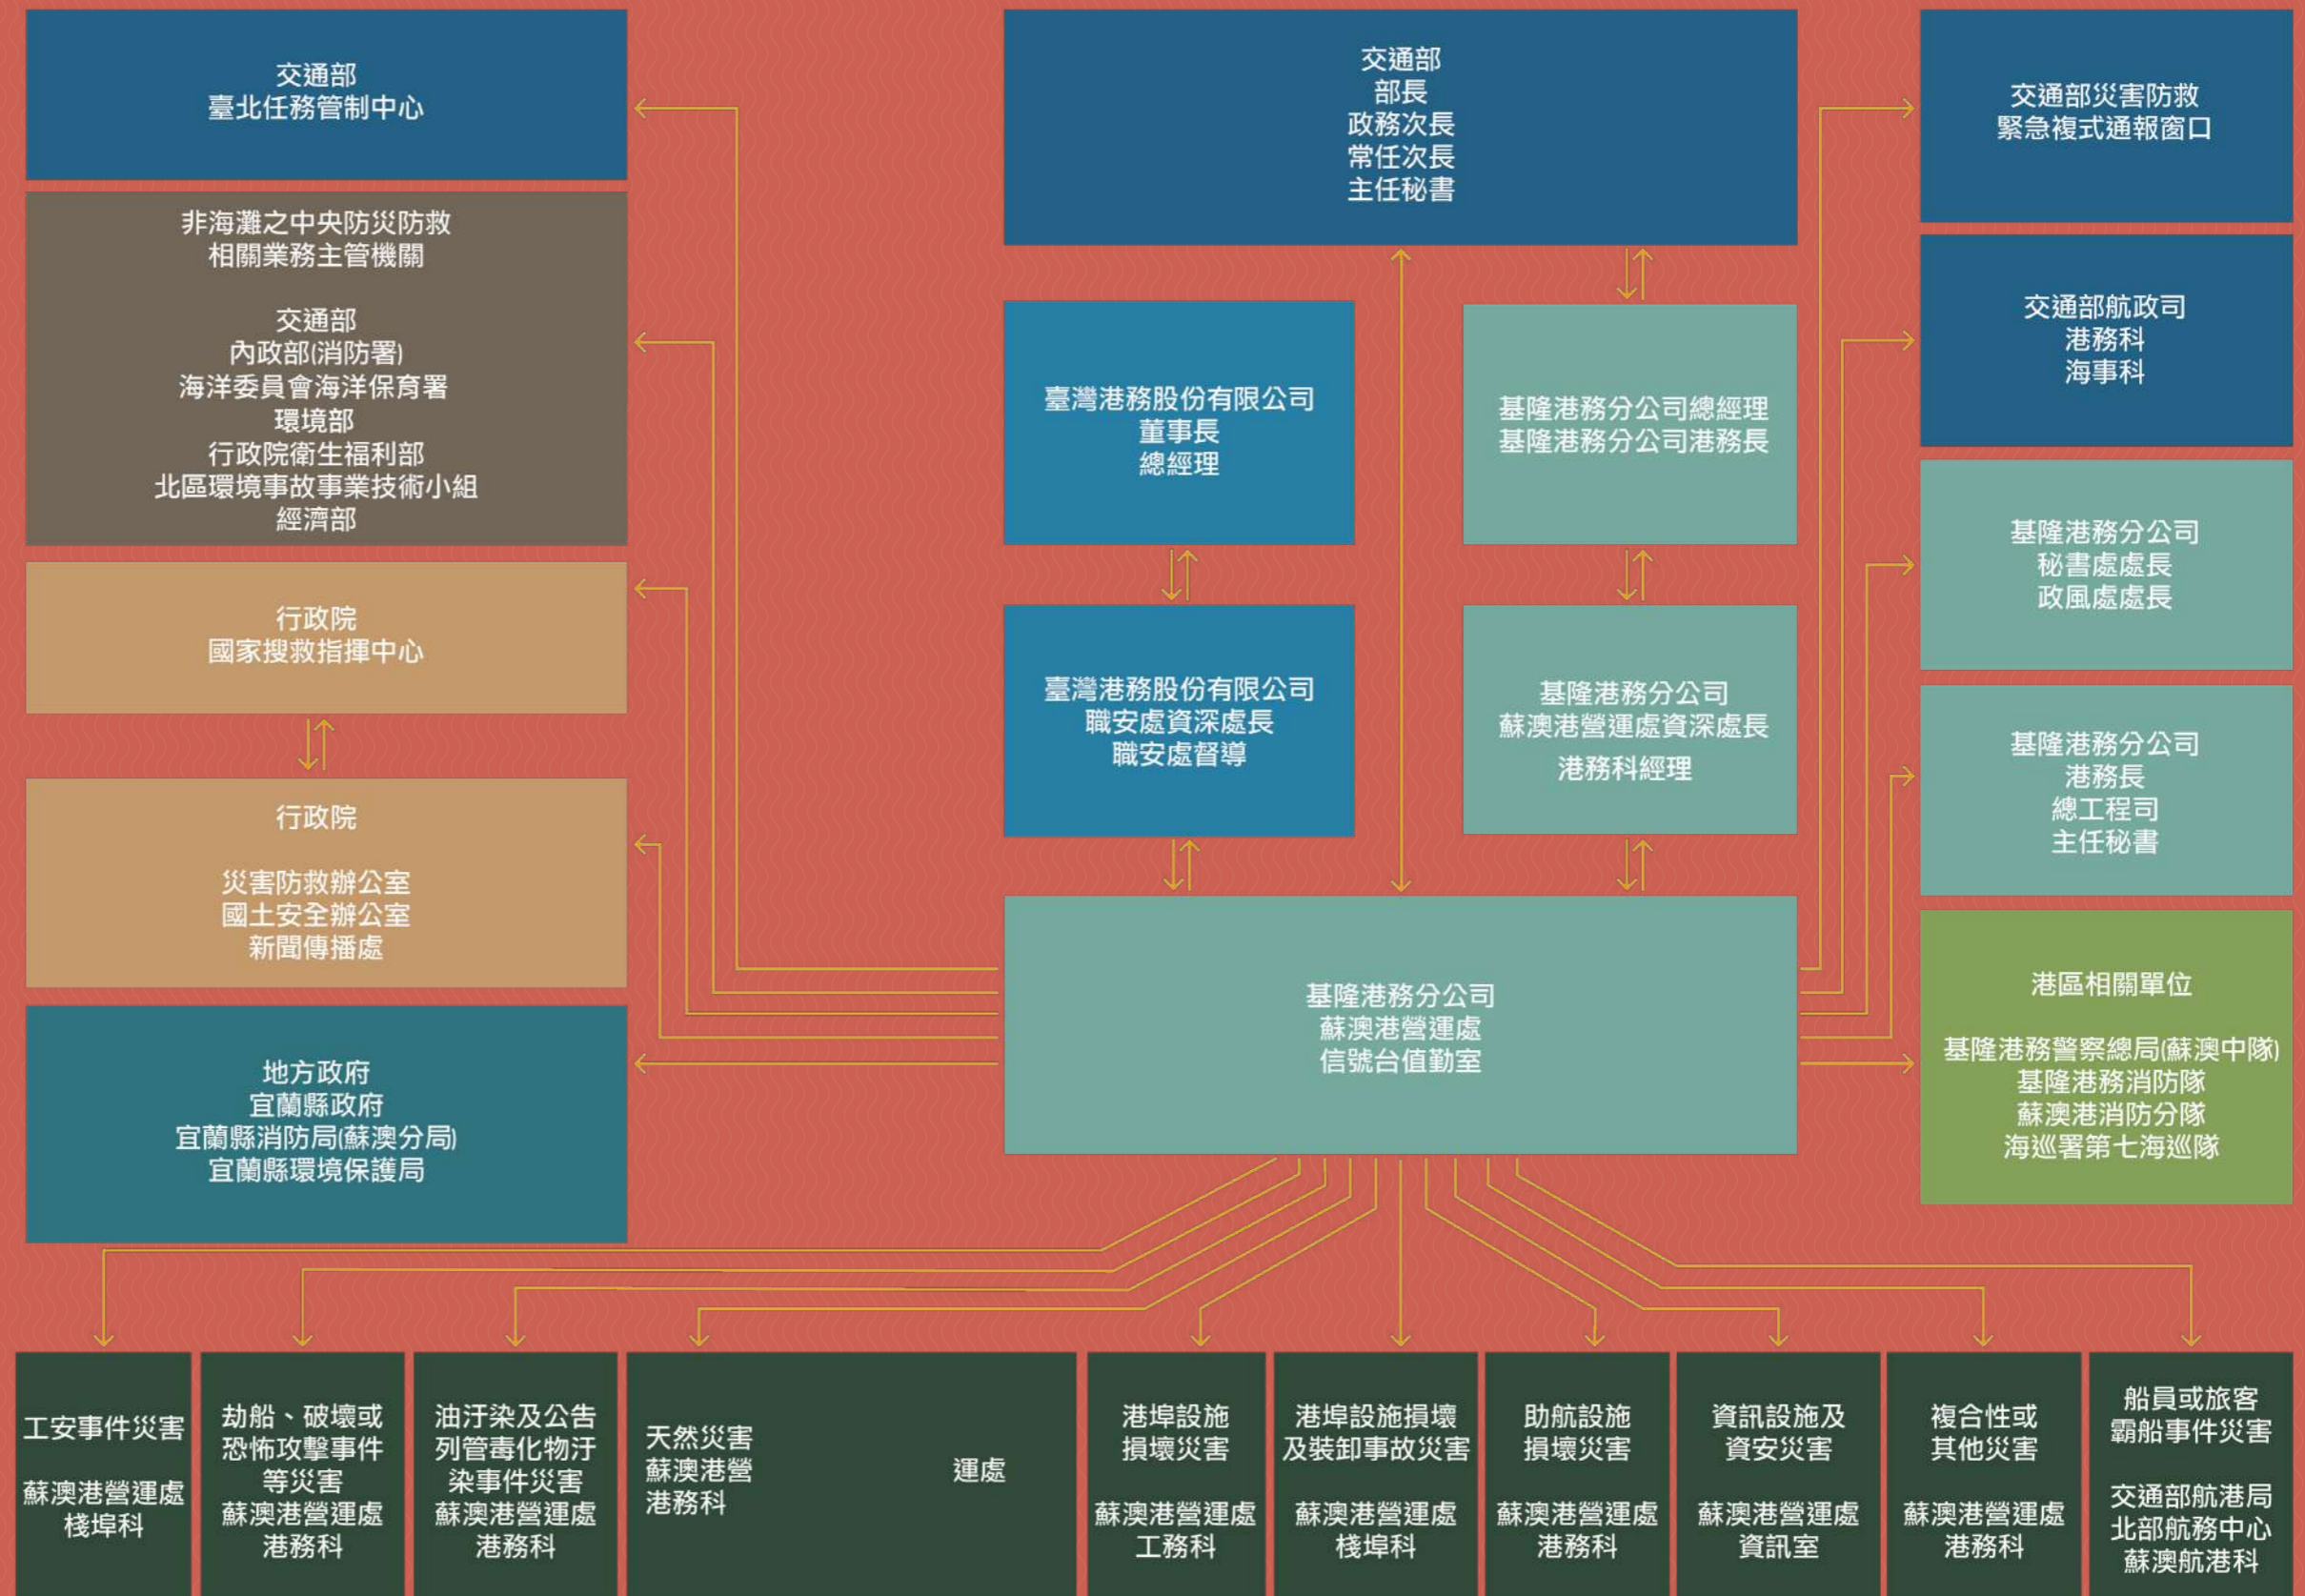 交通部
臺北任務管制中心
非海灘之中央防災防救
相關業務主管機關
交通部
內政部(消防署)
海洋委員會海洋保育署
環境部
行政院衛生福利部
北區環境事故事業技術小組
經濟部
行政院
國家搜救指揮中心
行政院
災害防救辦公室
國土安全辦公室
新聞傳播處
地方政府
宜蘭縣政府
宜蘭縣消防局(蘇澳分局)
宜蘭縣環境保護局
交通部
部長
政務次長
常任次長
主任秘書
臺灣港務股份有限公司
董事長
總經理
基隆港務分公司總經理
基隆港務分公司港務長
臺灣港務股份有限公司
職安處資深處長
職安處督導
基隆港務分公司
蘇澳港營運處資深處長
港務科經理
基隆港務分公司
蘇澳港營運處
信號台值勤室
交通部災害防救
緊急複式通報窗口
交通部航政司
港務科
海事科
基隆港務分公司
秘書處處長
政風處處長
基隆港務分公司
港務長
總工程司
主任秘書
港區相關單位
基隆港務警察總局(蘇澳中隊)
基隆港務消防隊
蘇澳港消防分隊
海巡署第七海巡隊
工安事件災害
蘇澳港營運處
棧埠科
劫船、破壞或
恐怖攻擊事件
等災害
蘇澳港營運處
港務科
油汙染及公告
列管毒化物汙
染事件災害
蘇澳港營運處
港務科
天然災害
蘇澳港營 運處
港務科
港埠設施
損壞災害
蘇澳港營運處
工務科
港埠設施損壞
及裝卸事故災害
蘇澳港營運處
棧埠科
助航設施
損壞災害
蘇澳港營運處
港務科
資訊設施及
資安災害
蘇澳港營運處
資訊室
複合性或
其他災害
蘇澳港營運處
港務科
船員或旅客
霸船事件災害
交通部航港局
北部航務中心
蘇澳航港科